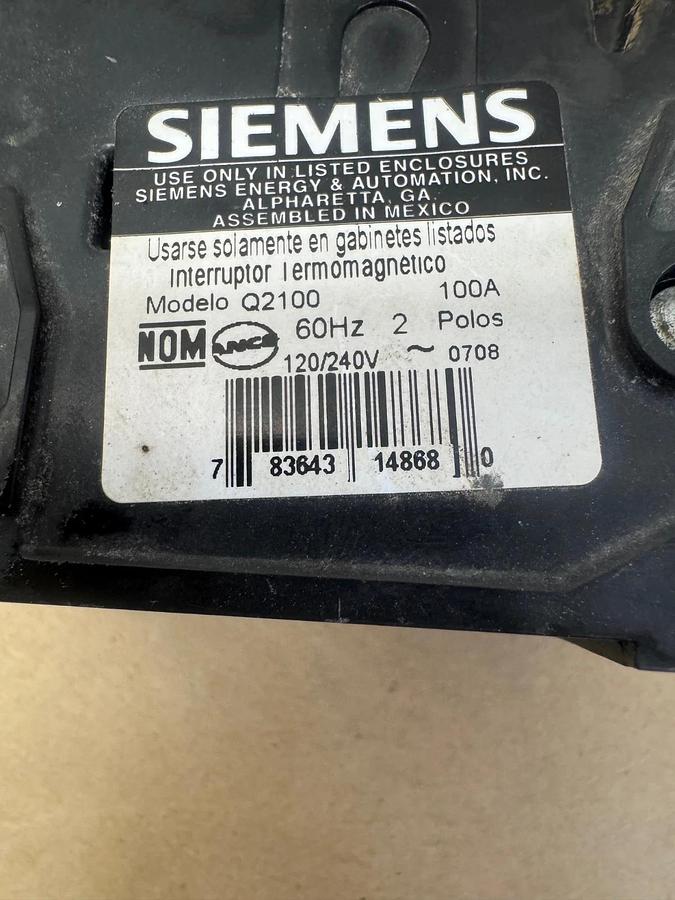 SIEMENS
USE ONLY IN LISTED ENCLOSURES
SIEMENS ENERGY & AUTOMATION, INC.
ALPHARETTA, GA.
ASSEMBLED IN MEXICO
Usarse solamente en gabinetes listados
Interruptor Termomagnético
Modelo Q2100 100A
NOM ANCE 60Hz 2 Polos
120/240V ~ 0708
7 83643 14868 0